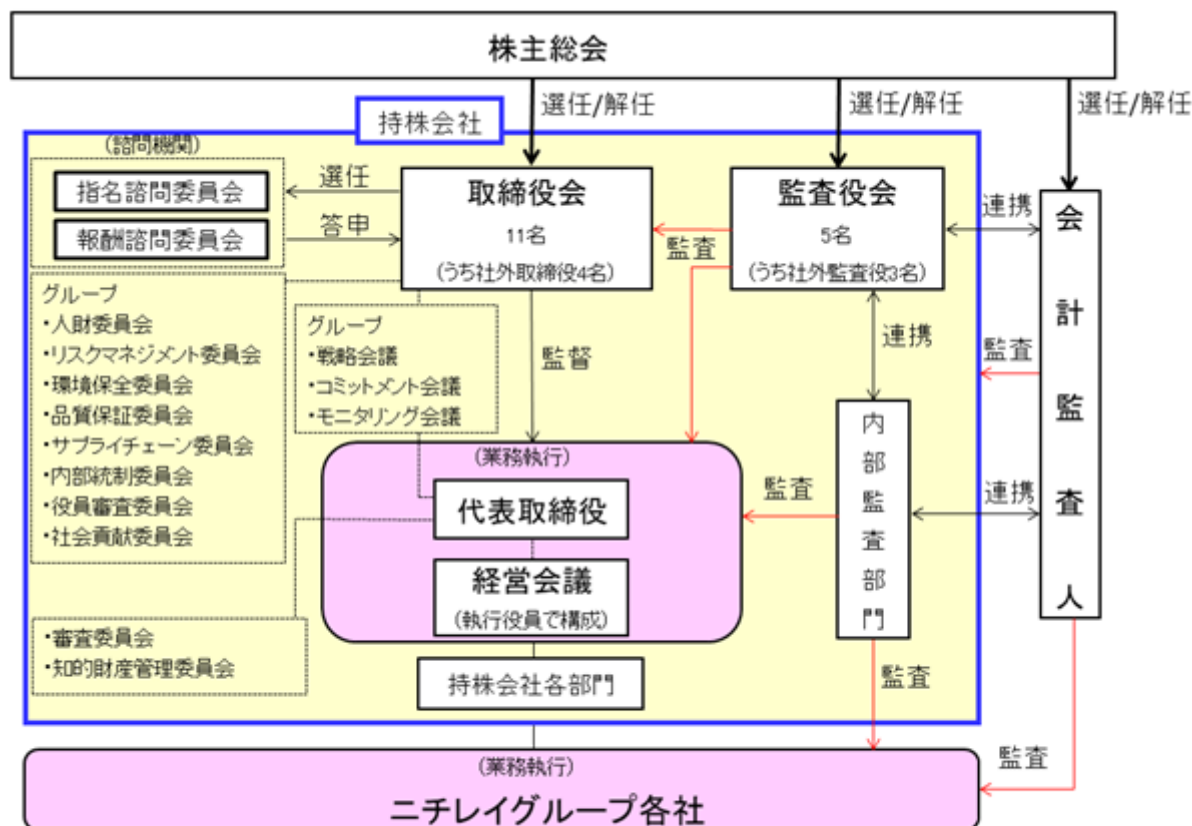 株主総会
選任/解任
選任/解任
選任/解任
持株会社
(諮問機関)
指名諮問委員会
報酬諮問委員会
選任
答申
取締役会
11名
(うち社外取締役4名)
監査
監査役会
5名
(うち社外監査役3名)
連携
会計監査人
グループ
・人財委員会
・リスクマネジメント委員会
・環境保全委員会
・品質保証委員会
・サプライチェーン委員会
・内部統制委員会
・役員審査委員会
・社会貢献委員会
グループ
・戦略会議
・コミットメント会議
・モニタリング会議
監督
連携
監査
内部監査部門
(業務執行)
代表取締役
経営会議
(執行役員で構成)
監査
連携
・審査委員会
・知的財産管理委員会
持株会社各部門
監査
監査
(業務執行)
ニチレイグループ各社